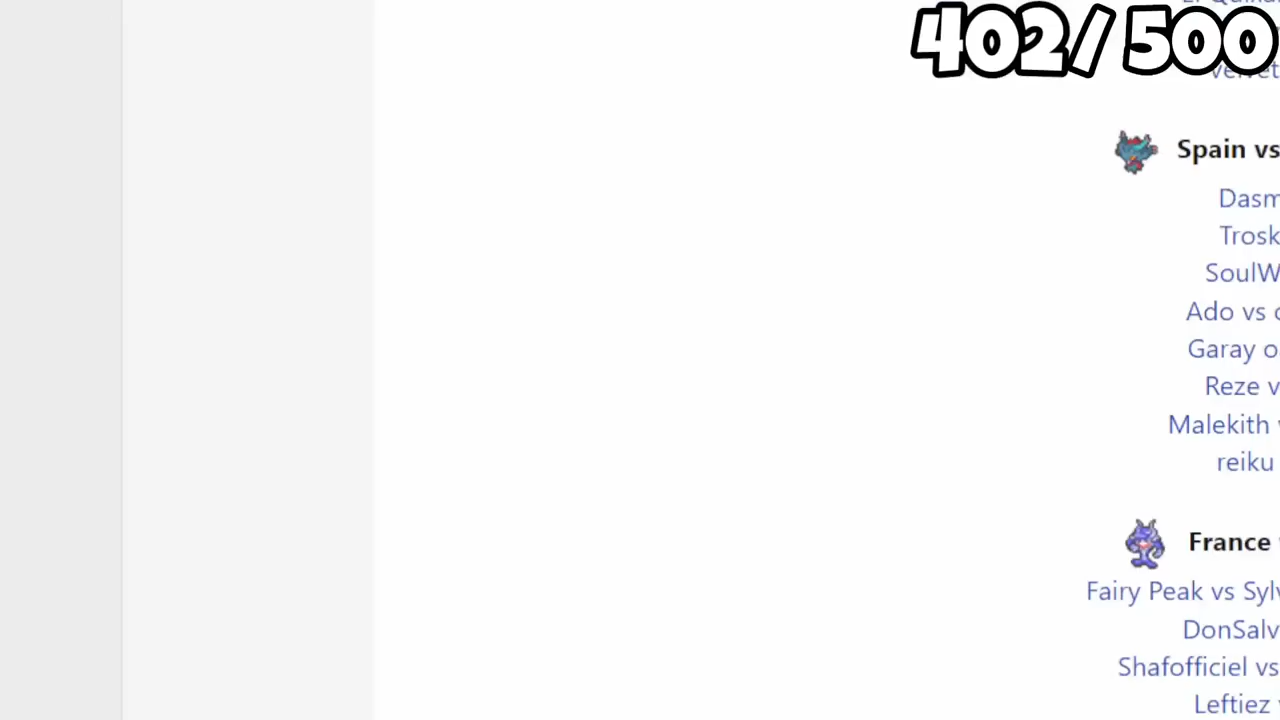 402/500
velvet
Spain vs
Dasm
Trosk
SoulW
Ado vs
Garay o
Reze v
Malekith
reiku
France
Fairy Peak vs Sylv
DonSalv
Shafofficiel vs
Leftiez